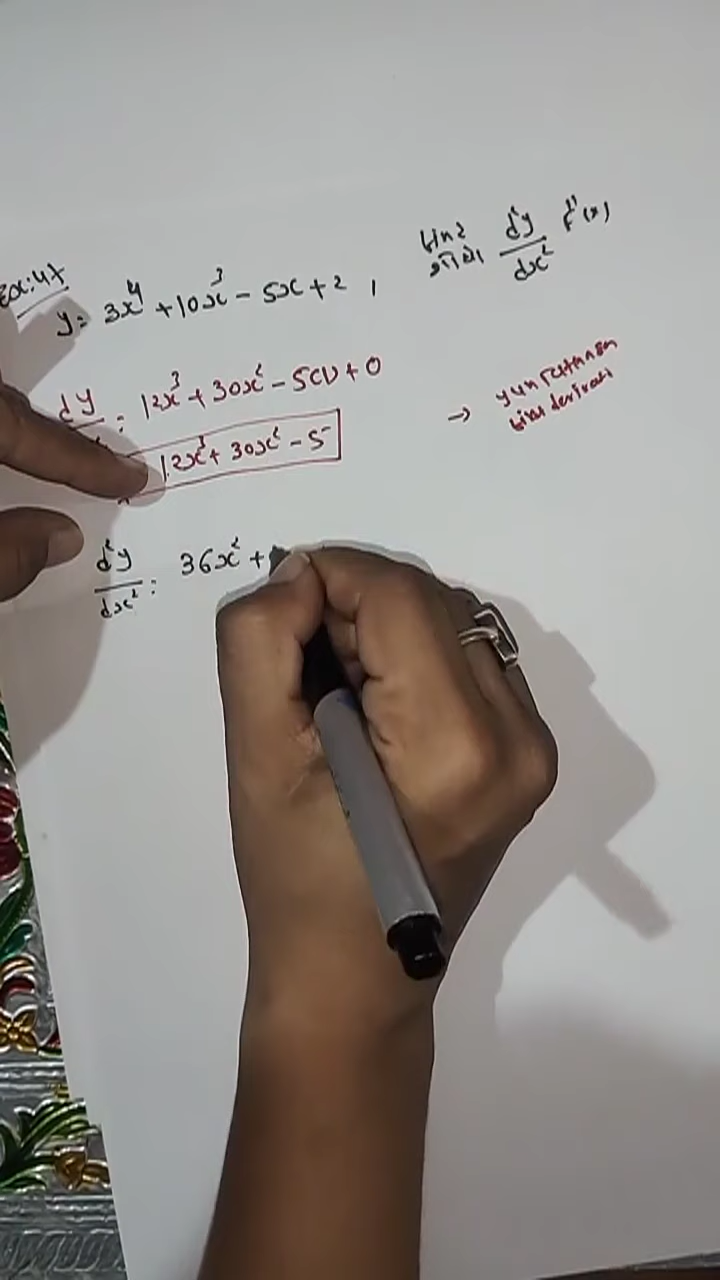 Ex: 47
y = 3x⁴ + 10x³ - 5x + 2 , d²y/dx² f''(x)
dy = 12x³ + 30x² - 5(1) + 0
12x³ + 30x² - 5
→
d²y/dx² = 36x² +